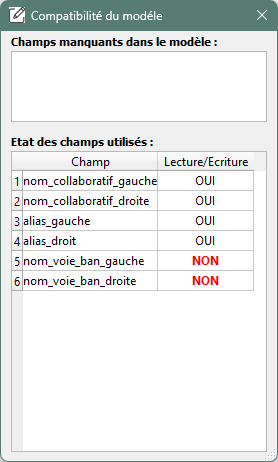 Compatibilité du modèle
Champs manquants dans le modèle :
Etat des champs utilisés :
Champ Lecture/Ecriture
1 nom_collaboratif_gauche OUI
2 nom_collaboratif_droite OUI
3 alias_gauche OUI
4 alias_droit OUI
5 nom_voie_ban_gauche NON
6 nom_voie_ban_droite NON